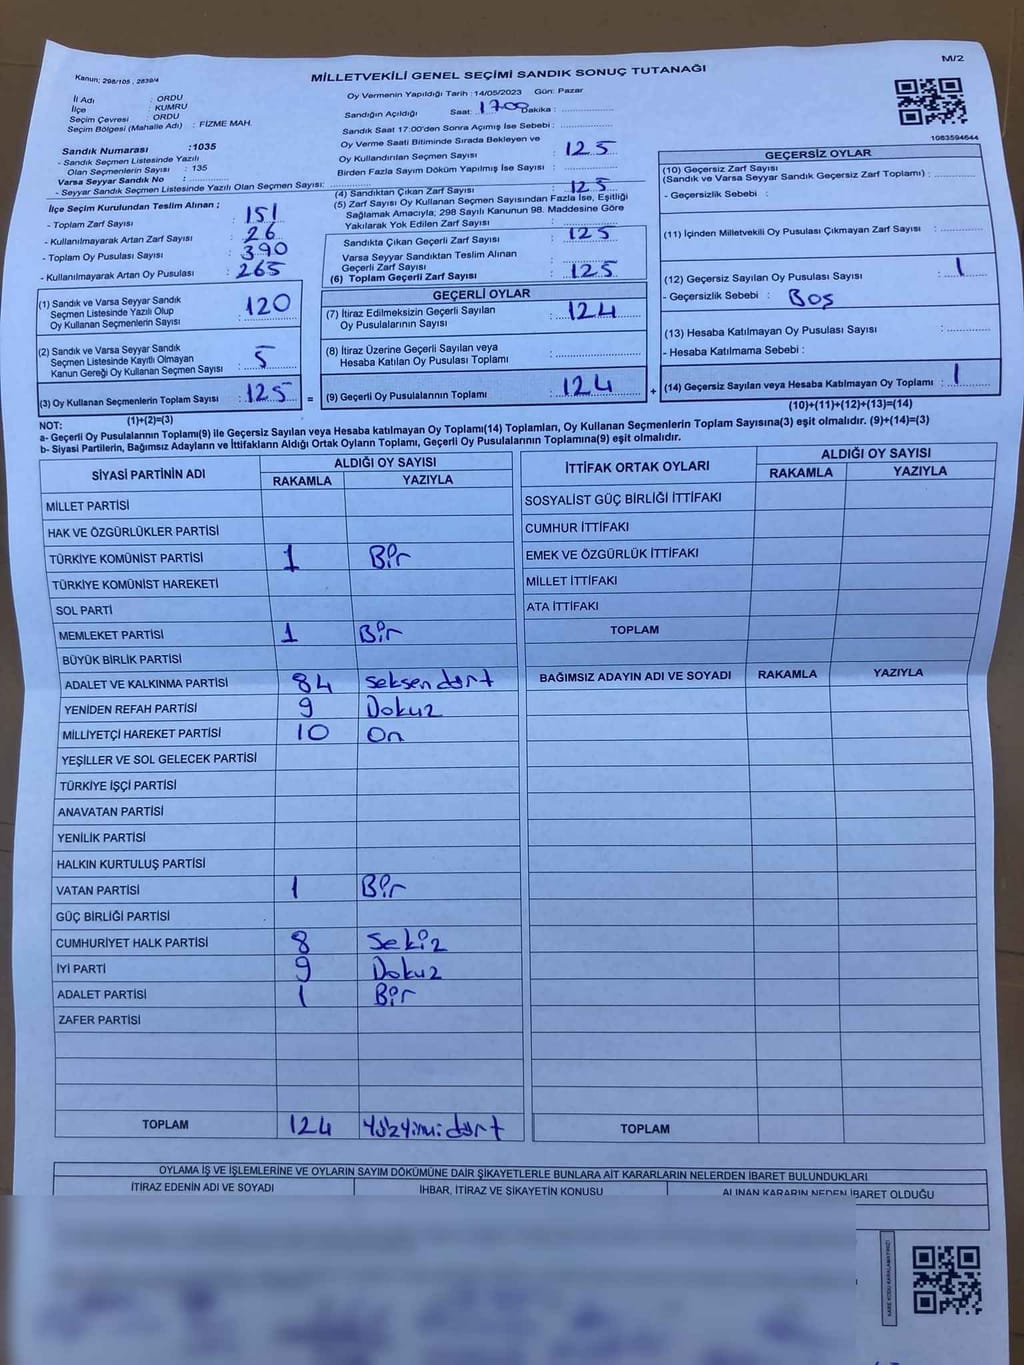 M/2
Kanun; 298/105 , 2839/4
MİLLETVEKİLİ GENEL SEÇİMİ SANDIK SONUÇ TUTANAĞI
İl Adı : ORDU
İlçe : KUMRU
Seçim Çevresi : ORDU
Seçim Bölgesi (Mahalle Adı) : FİZME MAH.
Sandık Numarası :1035
- Sandık Seçmen Listesinde Yazılı
Olan Seçmenlerin Sayısı : 135
Varsa Seyyar Sandık No :
- Seyyar Sandık Seçmen Listesinde Yazılı Olan Seçmen Sayısı:
İlçe Seçim Kurulundan Teslim Alınan ;
- Toplam Zarf Sayısı : 151
- Kullanılmayarak Artan Zarf Sayısı : 26
- Toplam Oy Pusulası Sayısı : 390
- Kullanılmayarak Artan Oy Pusulası : 265
(1) Sandık ve Varsa Seyyar Sandık
Seçmen Listesinde Yazılı Olup
Oy Kullanan Seçmenlerin Sayısı : 120
(2) Sandık ve Varsa Seyyar Sandık
Seçmen Listesinde Kayıtlı Olmayan
Kanun Gereği Oy Kullanan Seçmen Sayısı : 5
(3) Oy Kullanan Seçmenlerin Toplam Sayısı : 125
(1)+(2)=(3)
Oy Vermenin Yapıldığı Tarih :14/05/2023 Gün: Pazar
Sandığın Açıldığı Saat: 17.00 Dakika :
Sandık Saat 17:00'den Sonra Açımış İse Sebebi :
Oy Verme Saati Bitiminde Sırada Bekleyen ve
Oy Kullandırılan Seçmen Sayısı : 125
Birden Fazla Sayım Döküm Yapılmış İse Sayısı :
(4) Sandıktan Çıkan Zarf Sayısı : 125
(5) Zarf Sayısı Oy Kullanan Seçmen Sayısından Fazla İse, Eşitliği
Sağlamak Amacıyla; 298 Sayılı Kanunun 98. Maddesine Göre
Yakılarak Yok Edilen Zarf Sayısı :
Sandıkta Çıkan Geçerli Zarf Sayısı : 125
Varsa Seyyar Sandıktan Teslim Alınan
Geçerli Zarf Sayısı :
(6) Toplam Geçerli Zarf Sayısı : 125
GEÇERLİ OYLAR
(7) İtiraz Edilmeksizin Geçerli Sayılan
Oy Pusulalarının Sayısı : 124
(8) İtiraz Üzerine Geçerli Sayılan veya
Hesaba Katılan Oy Pusulası Toplamı :
= (9) Geçerli Oy Pusulalarının Toplamı : 124 +
1083594644
GEÇERSİZ OYLAR
(10) Geçersiz Zarf Sayısı
(Sandık ve Varsa Seyyar Sandık Geçersiz Zarf Toplamı) :
- Geçersizlik Sebebi :
(11) İçinden Milletvekili Oy Pusulası Çıkmayan Zarf Sayısı :
(12) Geçersiz Sayılan Oy Pusulası Sayısı : 1
- Geçersizlik Sebebi : Boş
(13) Hesaba Katılmayan Oy Pusulası Sayısı :
- Hesaba Katılmama Sebebi :
(14) Geçersiz Sayılan veya Hesaba Katılmayan Oy Toplamı : 1
(10)+(11)+(12)+(13)=(14)
NOT:
a- Geçerli Oy Pusulalarının Toplamı(9) ile Geçersiz Sayılan veya Hesaba Katılmayan Oy Toplamı(14) Toplamları, Oy Kullanan Seçmenlerin Toplam Sayısına(3) eşit olmalıdır. (9)+(14)=(3)
b- Siyasi Partilerin, Bağımsız Adayların ve İttifakların Aldığı Ortak Oyların Toplamı, Geçerli Oy Pusulalarının Toplamına(9) eşit olmalıdır.
SİYASİ PARTİNİN ADI ALDIĞI OY SAYISI
RAKAMLA YAZIYLA
MİLLET PARTİSİ
HAK VE ÖZGÜRLÜKLER PARTİSİ
TÜRKİYE KOMÜNİST PARTİSİ 1 Bir
TÜRKİYE KOMÜNİST HAREKETİ
SOL PARTİ
MEMLEKET PARTİSİ 1 Bir
BÜYÜK BİRLİK PARTİSİ
ADALET VE KALKINMA PARTİSİ 84 seksen dört
YENİDEN REFAH PARTİSİ 9 Dokuz
MİLLİYETÇİ HAREKET PARTİSİ 10 On
YEŞİLLER VE SOL GELECEK PARTİSİ
TÜRKİYE İŞÇİ PARTİSİ
ANAVATAN PARTİSİ
YENİLİK PARTİSİ
HALKIN KURTULUŞ PARTİSİ
VATAN PARTİSİ 1 Bir
GÜÇ BİRLİĞİ PARTİSİ
CUMHURİYET HALK PARTİSİ 8 Sekiz
İYİ PARTİ 9 Dokuz
ADALET PARTİSİ 1 Bir
ZAFER PARTİSİ
TOPLAM 124 Yüzyirmi dört
İTTİFAK ORTAK OYLARI ALDIĞI OY SAYISI
RAKAMLA YAZIYLA
SOSYALİST GÜÇ BİRLİĞİ İTTİFAKI
CUMHUR İTTİFAKI
EMEK VE ÖZGÜRLÜK İTTİFAKI
MİLLET İTTİFAKI
ATA İTTİFAKI
TOPLAM
BAĞIMSIZ ADAYIN ADI VE SOYADI RAKAMLA YAZIYLA
TOPLAM
OYLAMA İŞ VE İŞLEMLERİNE VE OYLARIN SAYIM DÖKÜMÜNE DAİR ŞİKAYETLERLE BUNLARA AİT KARARLARIN NELERDEN İBARET BULUNDUKLARI
İTİRAZ EDENİN ADI VE SOYADI İHBAR, İTİRAZ VE ŞİKAYETİN KONUSU ALINAN KARARIN NEDEN İBARET OLDUĞU
KARE KODU KARALAMAYINIZ!